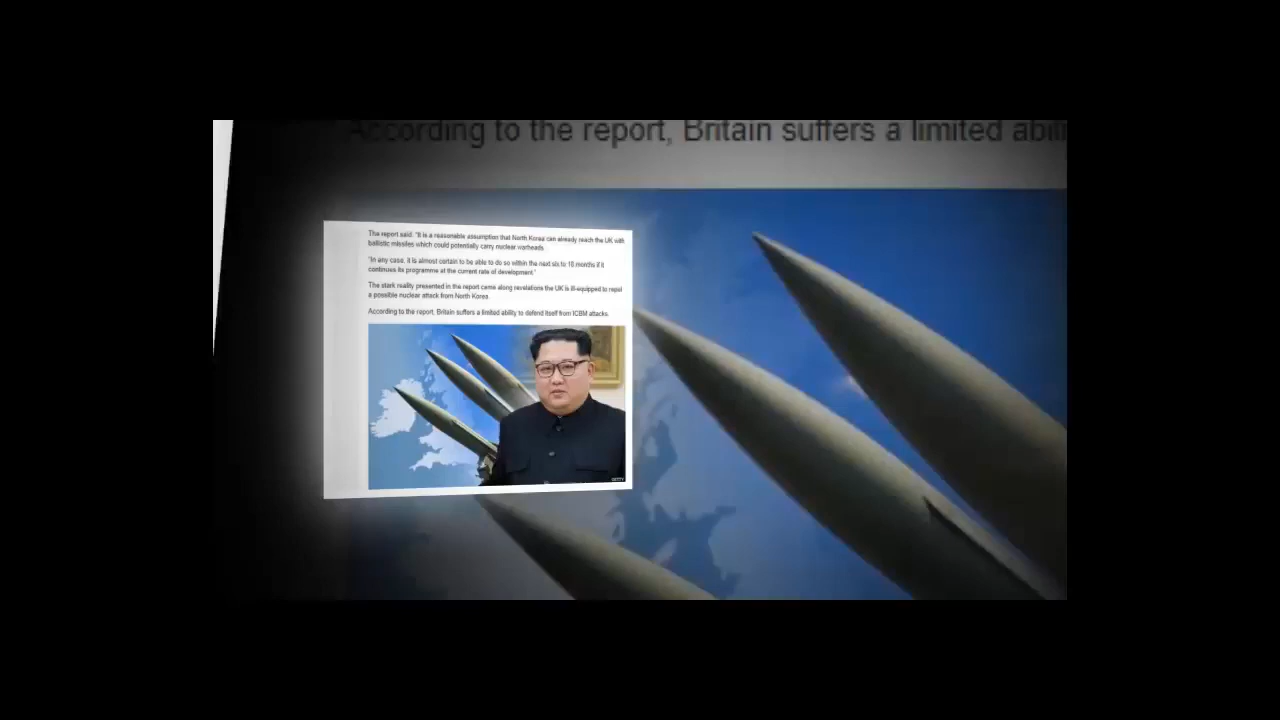 According to the report, Britain suffers a limited abili
The report said: "It is a reasonable assumption that North Korea can already reach the UK with
ballistic missiles which could potentially carry nuclear warheads.
"In any case, it is almost certain to be able to do so within the next six to 18 months if it
continues its programme at the current rate of development."
The stark reality presented in the report came along revelations the UK is ill-equipped to repel
a possible nuclear attack from North Korea.
According to the report, Britain suffers a limited ability to defend itself from ICBM attacks.
GETTY